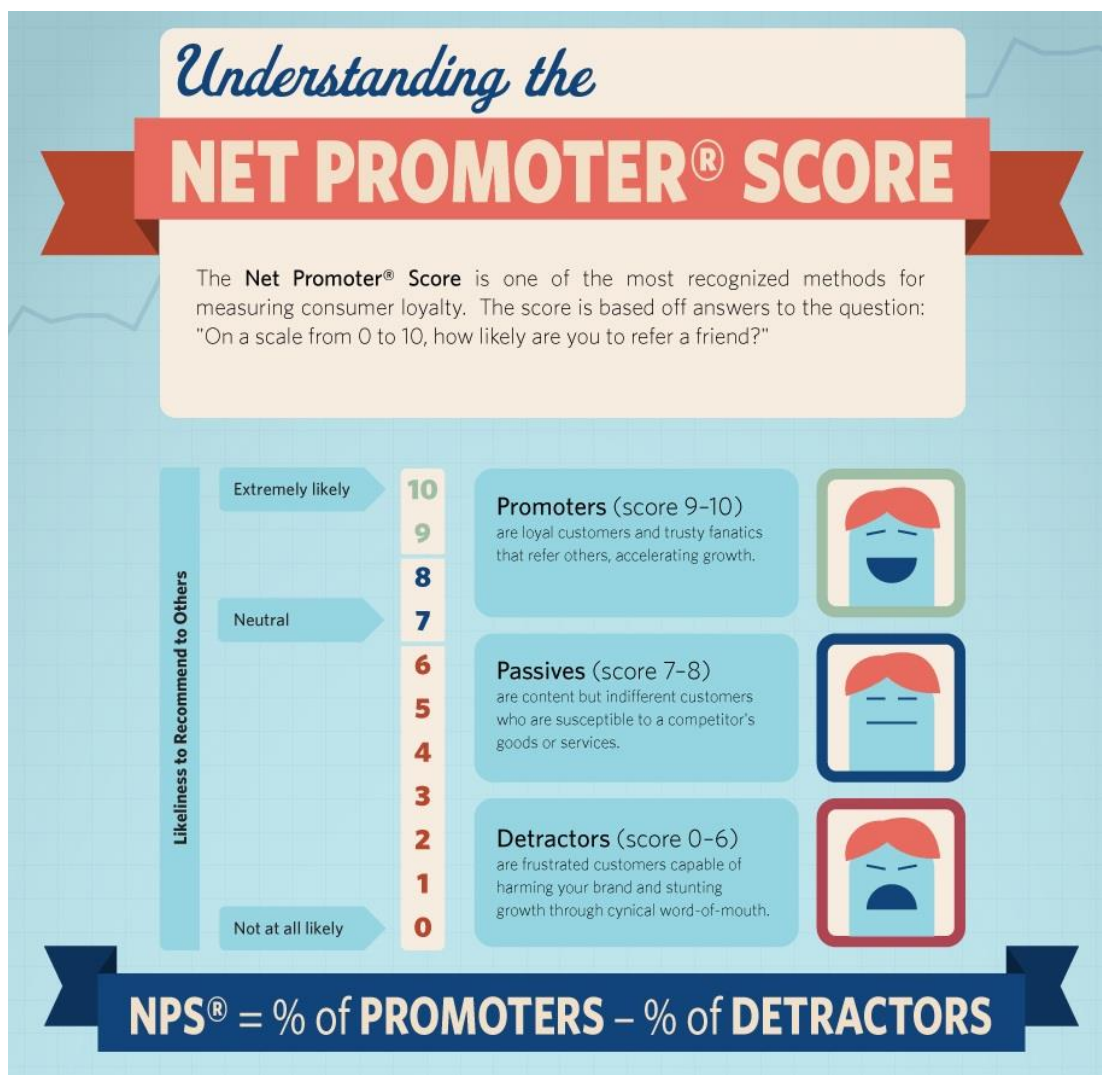 Understanding the
NET PROMOTER® SCORE
The Net Promoter® Score is one of the most recognized methods for
measuring consumer loyalty. The score is based off answers to the question:
"On a scale from 0 to 10, how likely are you to refer a friend?"
Likeliness to Recommend to Others
Extremely likely
Neutral
Not at all likely
10
9
8
7
6
5
4
3
2
1
0
Promoters (score 9–10)
are loyal customers and trusty fanatics
that refer others, accelerating growth.
Passives (score 7–8)
are content but indifferent customers
who are susceptible to a competitor's
goods or services.
Detractors (score 0–6)
are frustrated customers capable of
harming your brand and stunting
growth through cynical word-of-mouth.
NPS® = % of PROMOTERS – % of DETRACTORS